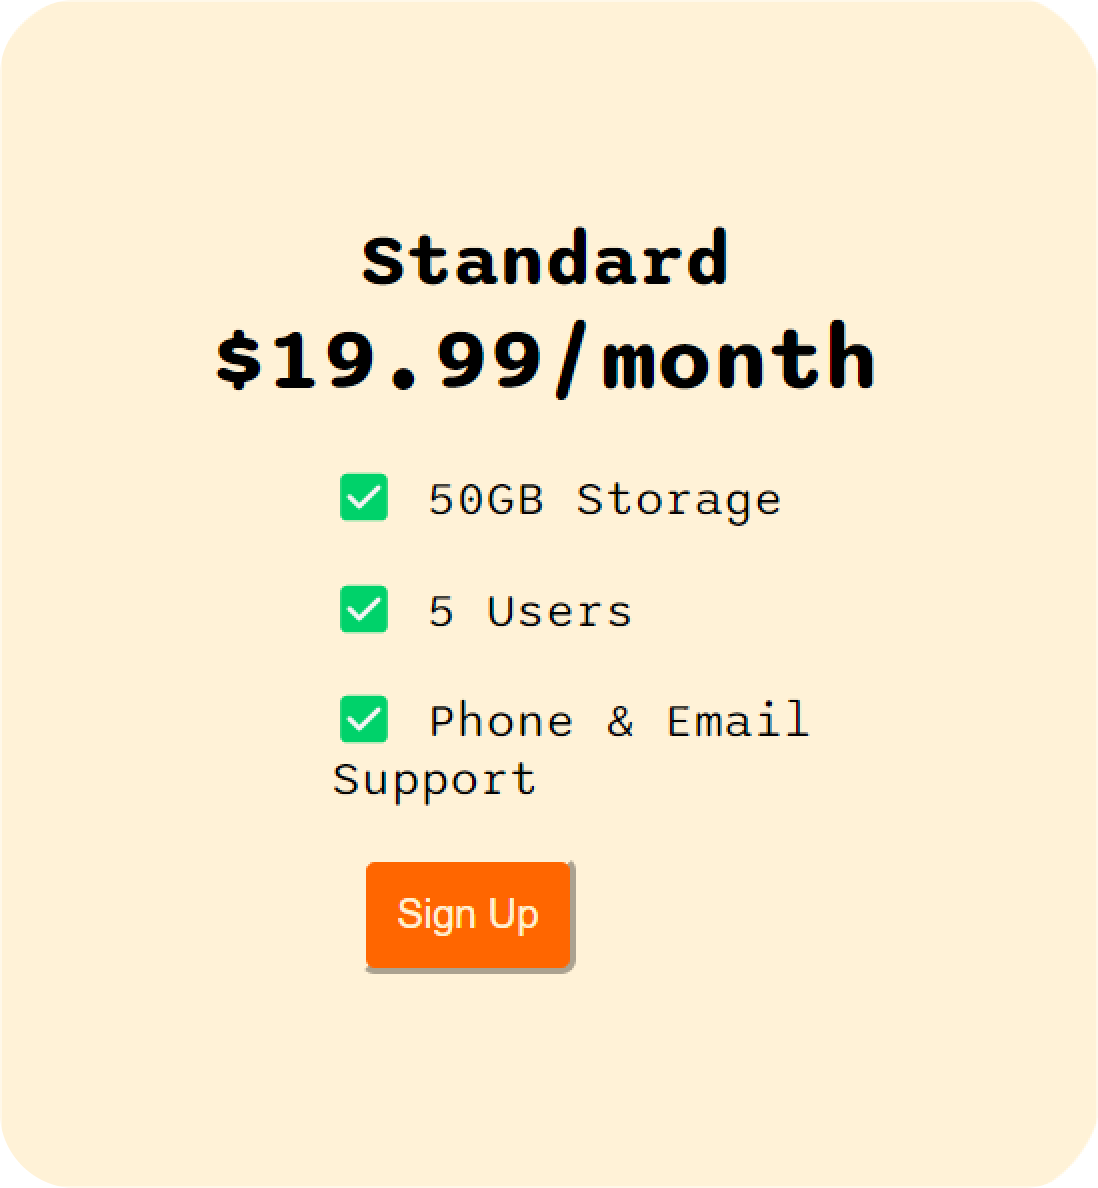 Standard
$19.99/month
✅ 50GB Storage
✅ 5 Users
✅ Phone & Email
Support
Sign Up